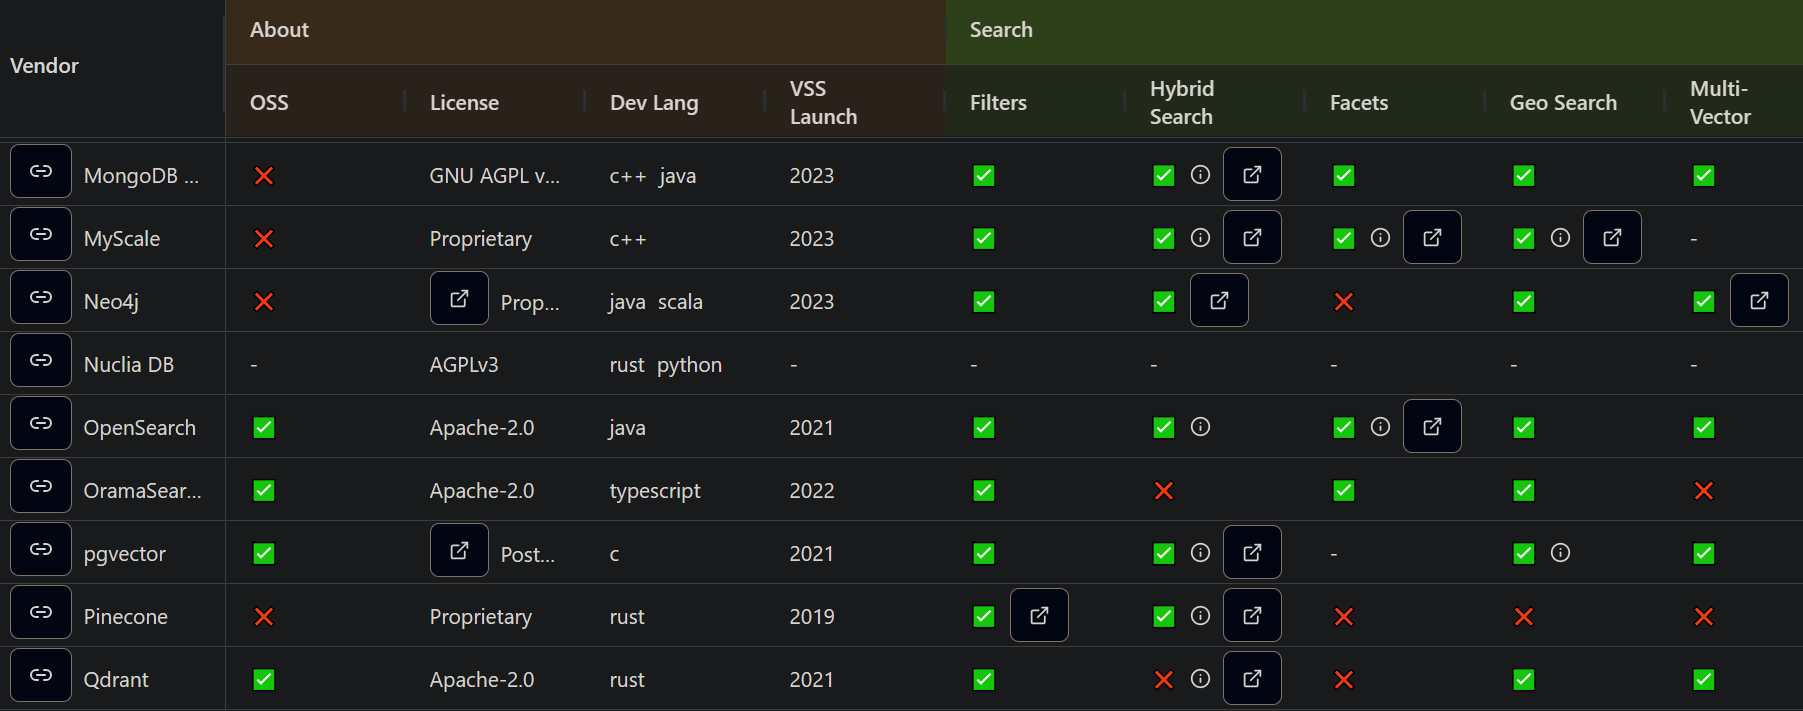 Vendor
About
Search
OSS
License
Dev Lang
VSS Launch
Filters
Hybrid Search
Facets
Geo Search
Multi-Vector
MongoDB ... ❌ GNU AGPL v... c++ java 2023 ✅ ✅ ✅ ✅ ✅
MyScale ❌ Proprietary c++ 2023 ✅ ✅ ✅ ✅ -
Neo4j ❌ Prop... java scala 2023 ✅ ✅ ❌ ✅ ✅
Nuclia DB - AGPLv3 rust python - - - - - -
OpenSearch ✅ Apache-2.0 java 2021 ✅ ✅ ✅ ✅ ✅
OramaSear... ✅ Apache-2.0 typescript 2022 ✅ ❌ ✅ ✅ ❌
pgvector ✅ Post... c 2021 ✅ ✅ - ✅ ✅
Pinecone ❌ Proprietary rust 2019 ✅ ✅ ❌ ❌ ❌
Qdrant ✅ Apache-2.0 rust 2021 ✅ ❌ ❌ ✅ ✅